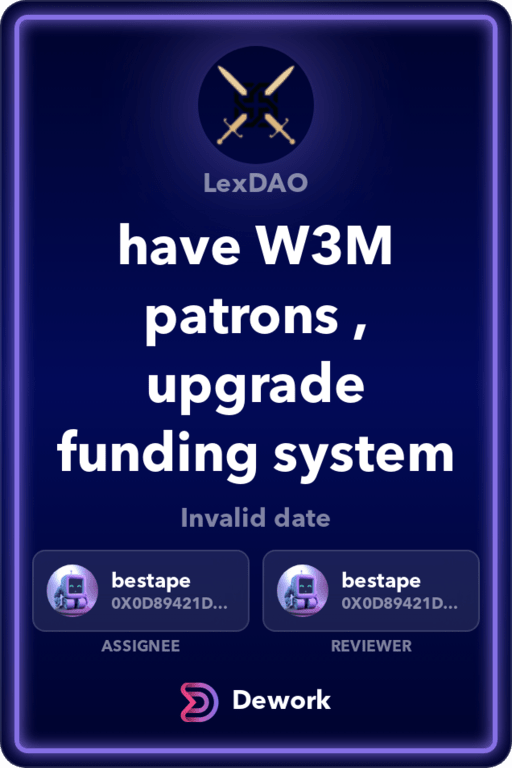 LexDAO
have W3M
patrons ,
upgrade
funding system
Invalid date
bestape
0X0D89421D...
ASSIGNEE
bestape
0X0D89421D...
REVIEWER
Dework